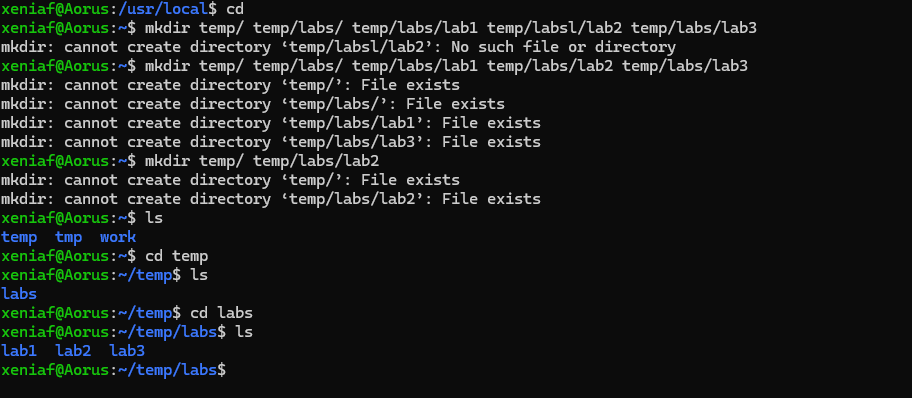 xeniaf@Aorus:/usr/local$ cd
xeniaf@Aorus:~$ mkdir temp/ temp/labs/ temp/labs/lab1 temp/labsl/lab2 temp/labs/lab3
mkdir: cannot create directory ‘temp/labsl/lab2’: No such file or directory
xeniaf@Aorus:~$ mkdir temp/ temp/labs/ temp/labs/lab1 temp/labs/lab2 temp/labs/lab3
mkdir: cannot create directory ‘temp/’: File exists
mkdir: cannot create directory ‘temp/labs/’: File exists
mkdir: cannot create directory ‘temp/labs/lab1’: File exists
mkdir: cannot create directory ‘temp/labs/lab3’: File exists
xeniaf@Aorus:~$ mkdir temp/ temp/labs/lab2
mkdir: cannot create directory ‘temp/’: File exists
mkdir: cannot create directory ‘temp/labs/lab2’: File exists
xeniaf@Aorus:~$ ls
temp  tmp  work
xeniaf@Aorus:~$ cd temp
xeniaf@Aorus:~/temp$ ls
labs
xeniaf@Aorus:~/temp$ cd labs
xeniaf@Aorus:~/temp/labs$ ls
lab1  lab2  lab3
xeniaf@Aorus:~/temp/labs$